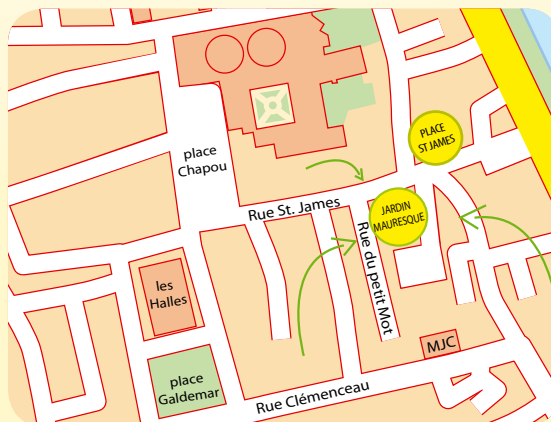 PLACE
ST JAMES
place
Chapou
JARDIN
MAURESQUE
Rue St. James
Rue du petit Mot
les
Halles
MJC
place
Galdemar
Rue Clémenceau